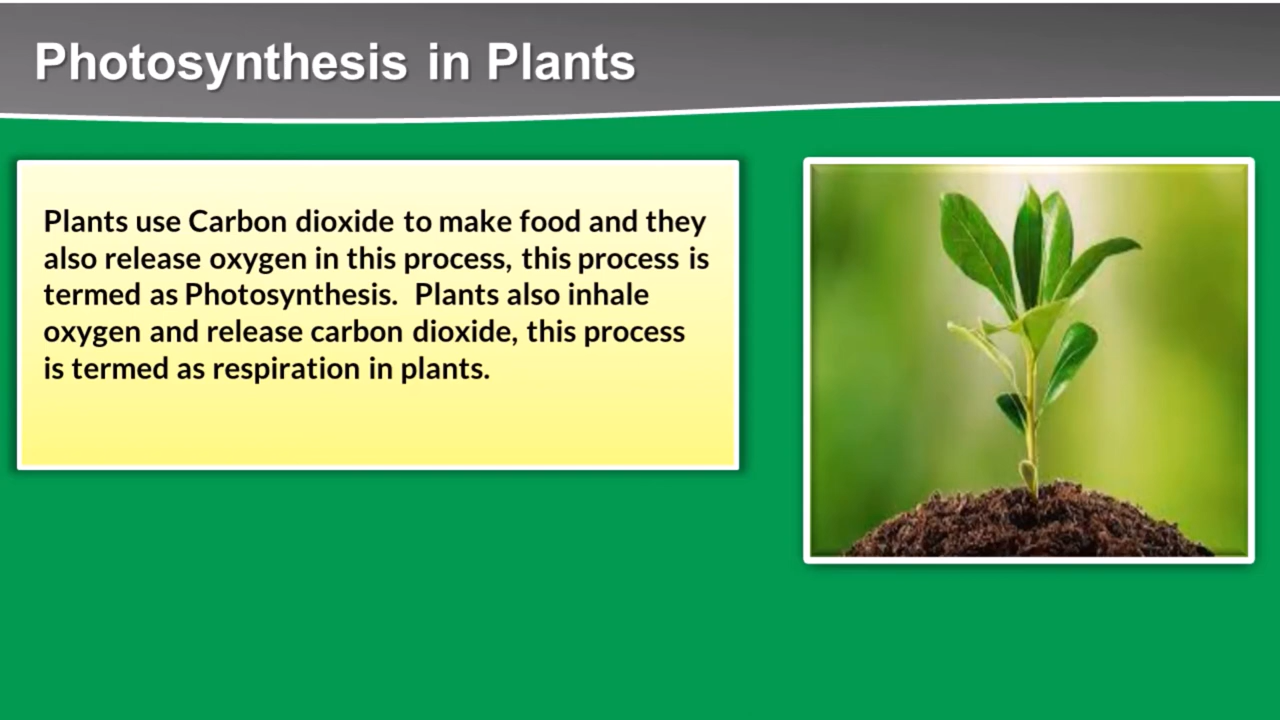 Photosynthesis in Plants
Plants use Carbon dioxide to make food and they
also release oxygen in this process, this process is
termed as Photosynthesis.  Plants also inhale
oxygen and release carbon dioxide, this process
is termed as respiration in plants.